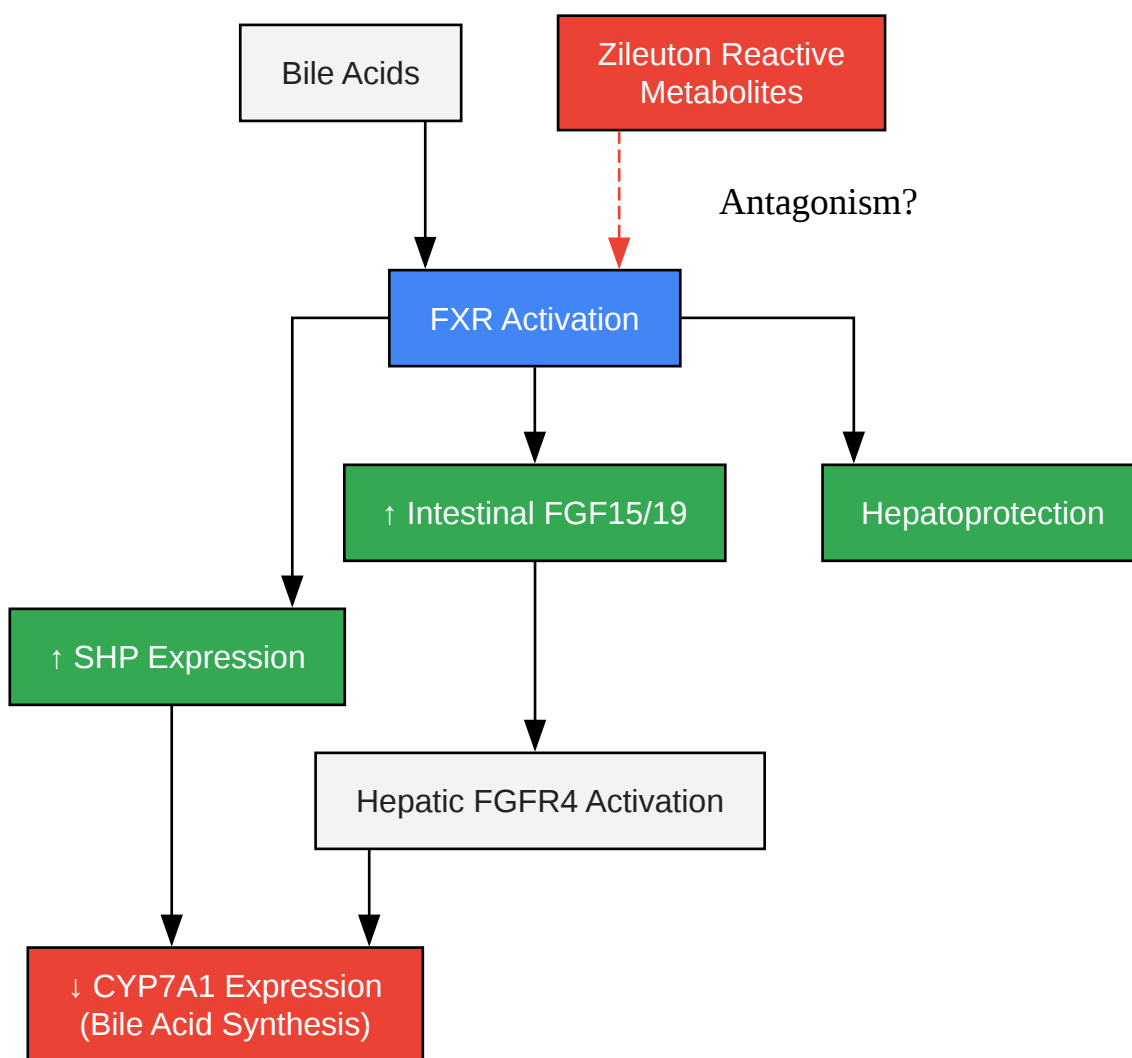 Bile Acids
Zileuton Reactive
Metabolites
Antagonism?
FXR Activation
↑ Intestinal FGF15/19
Hepatoprotection
↑ SHP Expression
Hepatic FGFR4 Activation
↓ CYP7A1 Expression
(Bile Acid Synthesis)